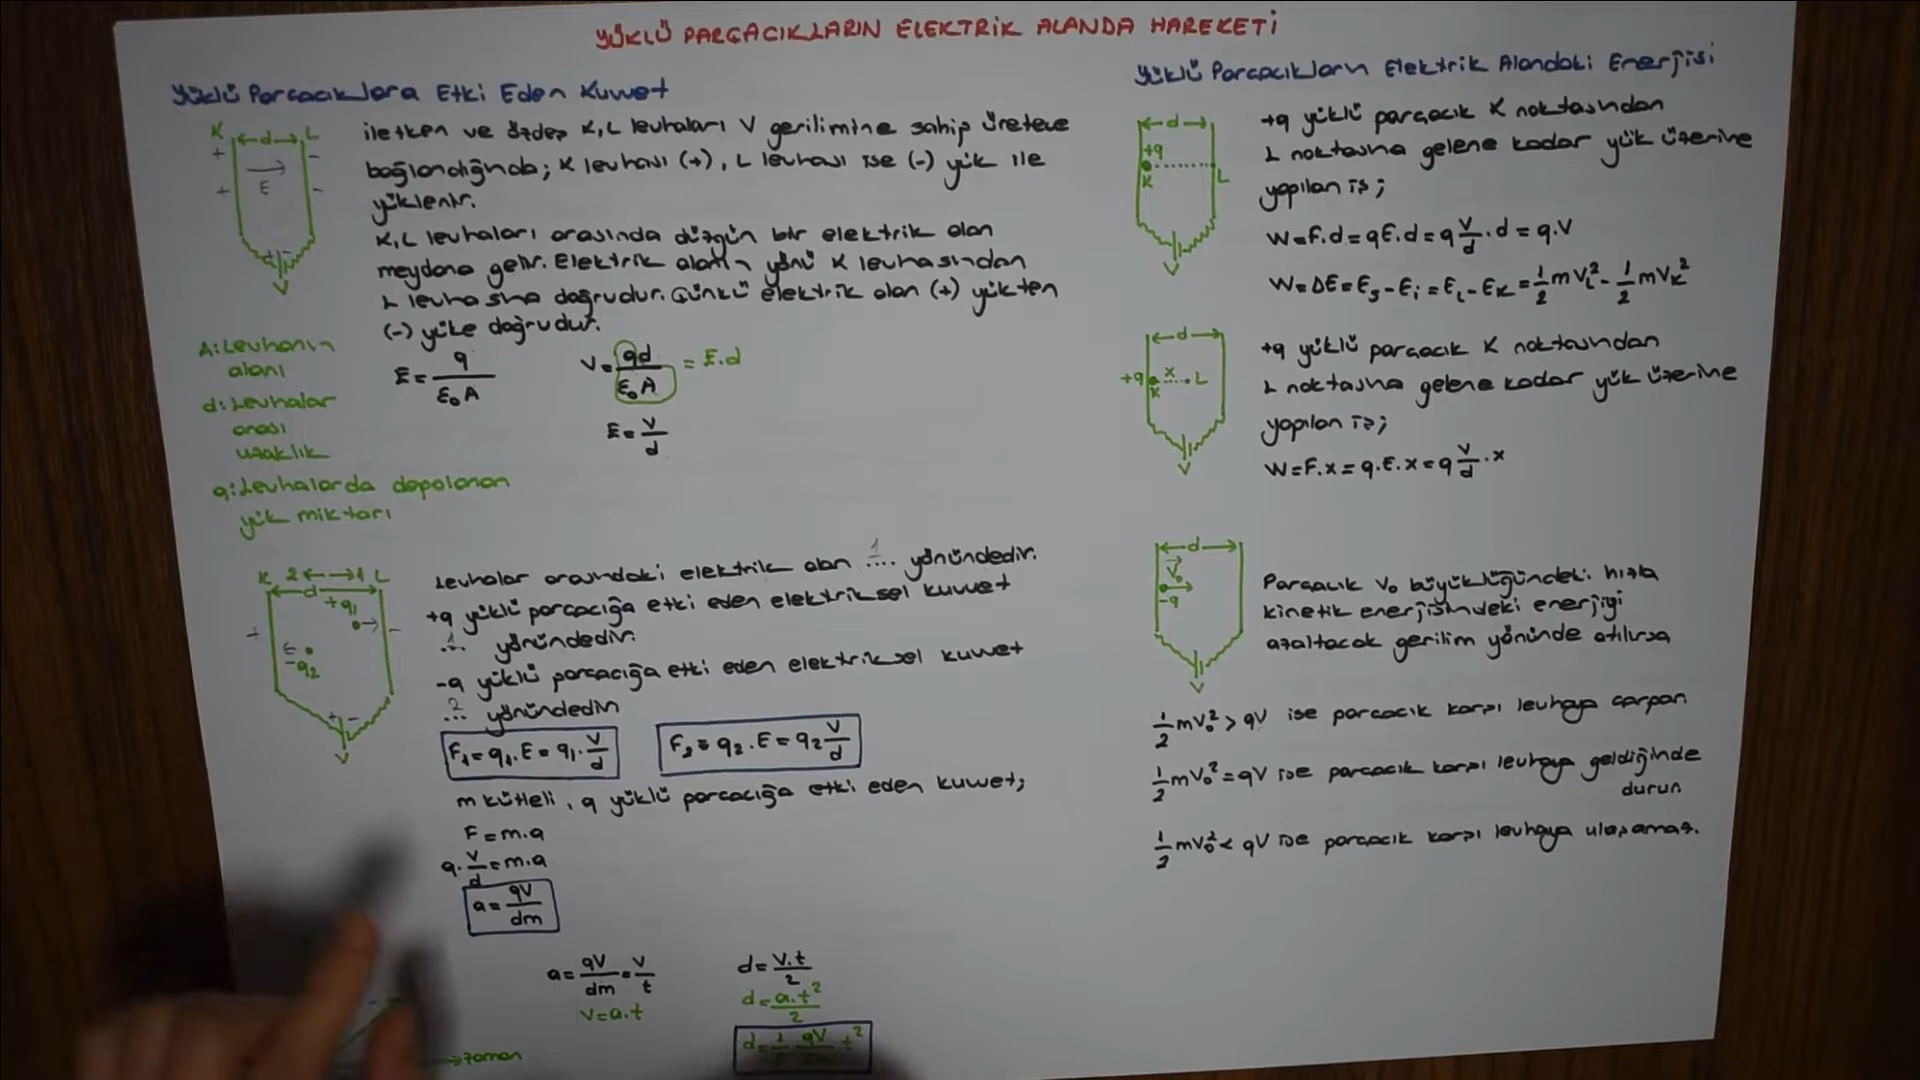 YÜKLÜ PARÇACIKLARIN ELEKTRİK ALANDA HAREKETİ
Yüklü Parçacıklara Etki Eden Kuvvet
K d L
+ -
E
+ -
+ -
V
iletken ve özdeş K,L levhaları V gerilimine sahip üretece
bağlandığında; K levhası (+), L levhası ise (-) yük ile
yüklenir.
K,L levhaları arasında düzgün bir elektrik alan
meydana gelir. Elektrik alanın yönü K levhasından
L levhasına doğrudur. Çünkü elektrik alan (+) yükten
(-) yüke doğrudur.
A: Levhanın
alanı
d: Levhalar
arası
uzaklık
q: Levhalarda depolanan
yük miktarı
E = q / ε₀A
V = qd / ε₀A = E.d
E = V/d
K 2 ↔ 1 L
d
+q₁
+ -
-q₂
+ -
V
Levhalar arasındaki elektrik alan ..1.. yönündedir.
+q yüklü parçacığa etki eden elektriksel kuvvet
..1.. yönündedir.
-q yüklü parçacığa etki eden elektriksel kuvvet
..2.. yönündedir
F₁ = q₁.E = q₁.V/d
F₂ = q₂.E = q₂ V/d
m kütleli, q yüklü parçacığa etki eden kuvvet;
F = m.a
q.V/d = m.a
a = qV/dm
a = qV/dm = V/t
V = a.t
d = V.t/2
d = a.t²/2
→ zaman
Yüklü Parçacıkların Elektrik Alandaki Enerjisi
d
+q
K L
V
+q yüklü parçacık K noktasından
L noktasına gelene kadar yük üzerine
yapılan iş;
W = F.d = qE.d = q V/d . d = q.V
W = ΔE = Es - Ei = EL - EK = 1/2 mVL² - 1/2 mVK²
d
+q x L
K
V
+q yüklü parçacık K noktasından
L noktasına gelene kadar yük üzerine
yapılan iş;
W = F.x = q.E.x = q V/d . x
d
V₀
-q
V
Parçacık V₀ büyüklüğündeki hızla
kinetik enerjisindeki enerjiyi
azaltacak gerilim yönünde atılırsa
1/2 mV₀² > qV ise parçacık karşı levhaya çarpar
1/2 mV₀² = qV ise parçacık karşı levhaya geldiğinde
durur
1/2 mV₀² < qV ise parçacık karşı levhaya ulaşamaz.